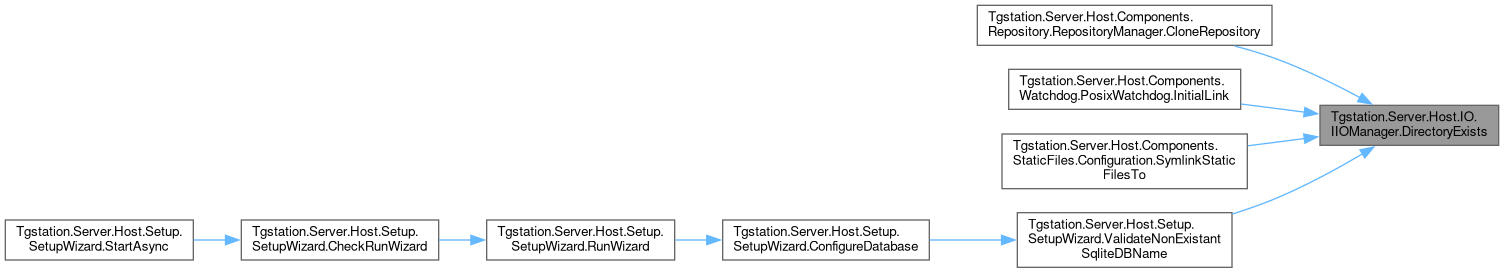 Tgstation.Server.Host.Components.
Repository.RepositoryManager.CloneRepository
Tgstation.Server.Host.Components.
Watchdog.PosixWatchdog.InitialLink
Tgstation.Server.Host.IO.
IIOManager.DirectoryExists
Tgstation.Server.Host.Components.
StaticFiles.Configuration.SymlinkStatic
FilesTo
Tgstation.Server.Host.Setup.
SetupWizard.StartAsync
Tgstation.Server.Host.Setup.
SetupWizard.CheckRunWizard
Tgstation.Server.Host.Setup.
SetupWizard.RunWizard
Tgstation.Server.Host.Setup.
SetupWizard.ConfigureDatabase
Tgstation.Server.Host.Setup.
SetupWizard.ValidateNonExistant
SqliteDBName